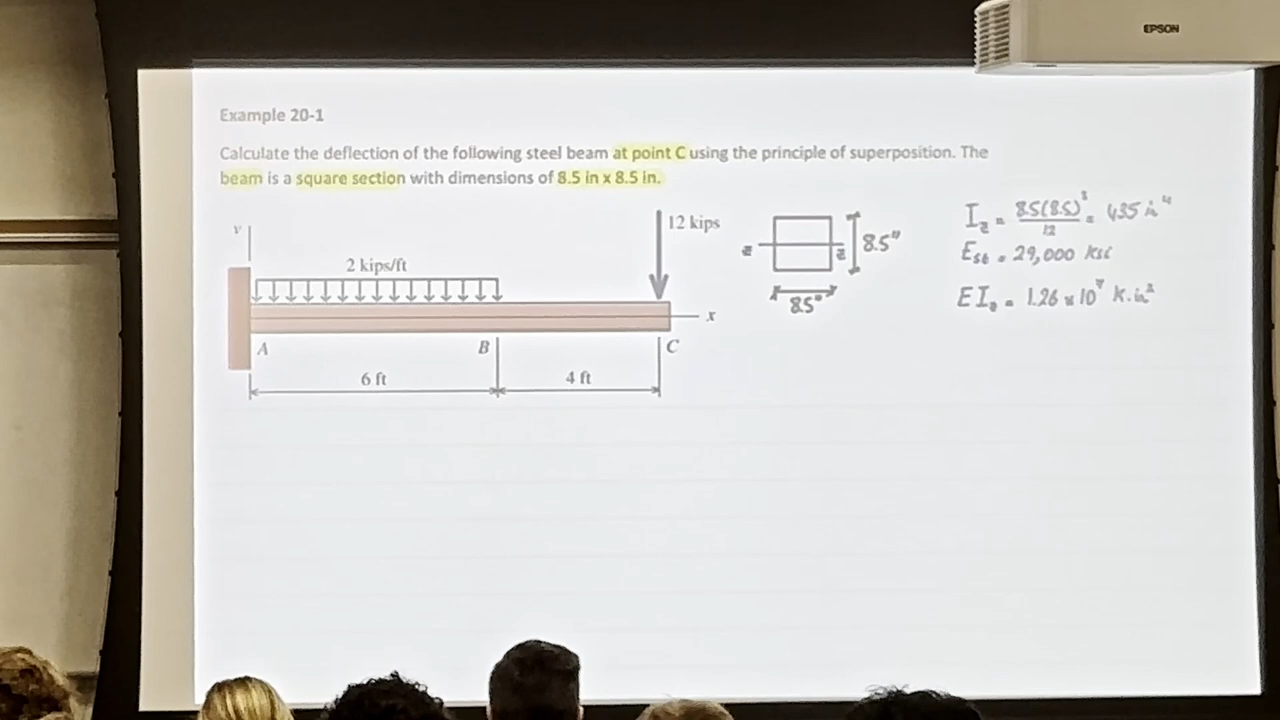 EPSON
Example 20-1
Calculate the deflection of the following steel beam at point C using the principle of superposition. The
beam is a square section with dimensions of 8.5 in x 8.5 in.
v
2 kips/ft
12 kips
x
A
B
C
6 ft
4 ft
z
z
8.5"
8.5"
I_z = 8.5(8.5)³/12 = 435 in⁴
E_st = 29,000 ksi
EI_z = 1.26 x 10⁷ k·in²